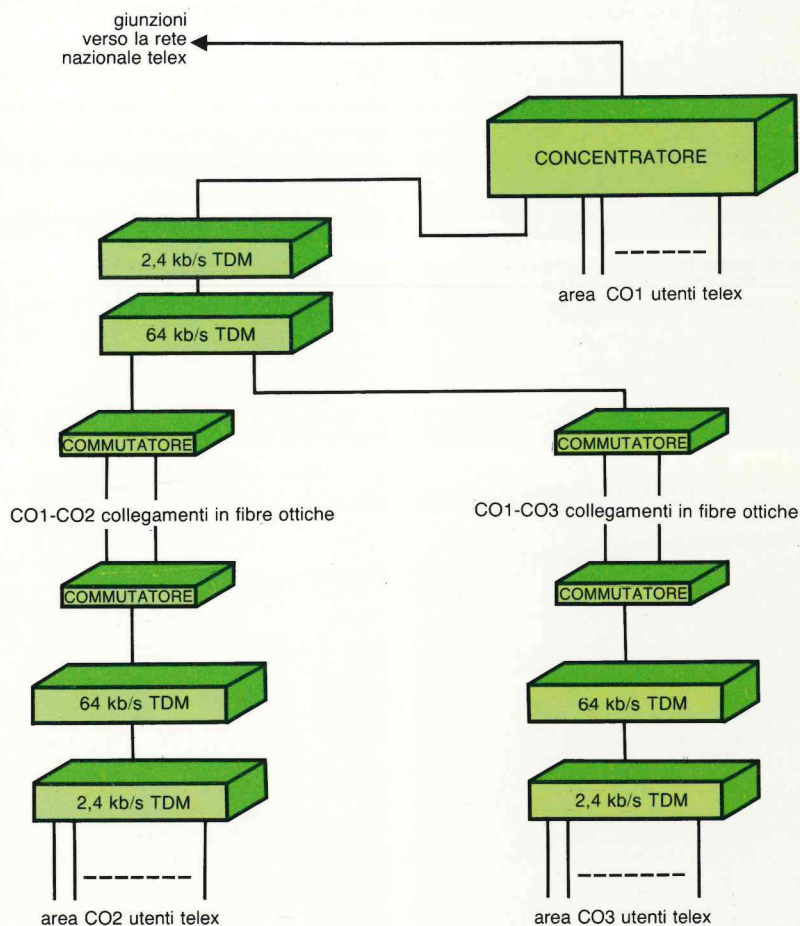 giunzioni
verso la rete
nazionale telex
CONCENTRATORE
2,4 kb/s TDM
area CO1 utenti telex
64 kb/s TDM
COMMUTATORE
COMMUTATORE
CO1-CO2 collegamenti in fibre ottiche
CO1-CO3 collegamenti in fibre ottiche
COMMUTATORE
COMMUTATORE
64 kb/s TDM
64 kb/s TDM
2,4 kb/s TDM
2,4 kb/s TDM
area CO2 utenti telex
area CO3 utenti telex